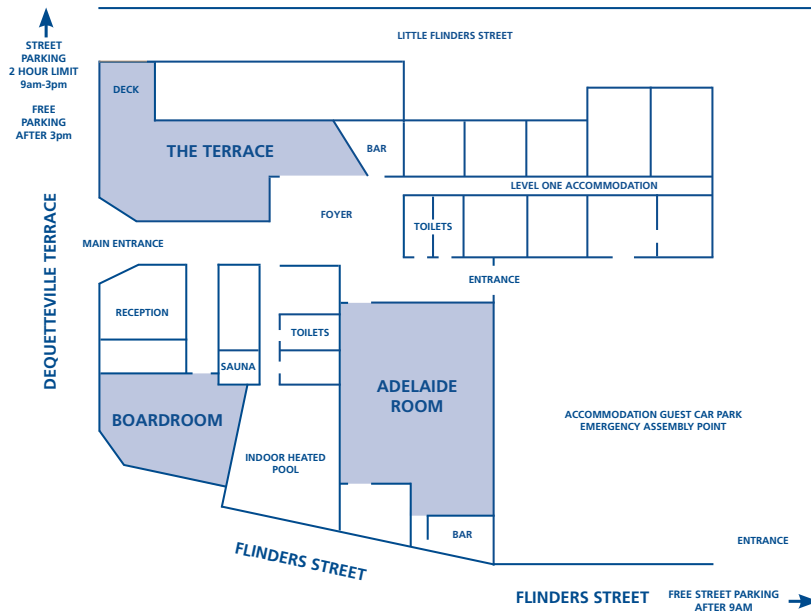 LITTLE FLINDERS STREET
STREET
PARKING
2 HOUR LIMIT
9am-3pm
FREE
PARKING
AFTER 3pm
DECK
THE TERRACE
BAR
LEVEL ONE ACCOMMODATION
FOYER
TOILETS
MAIN ENTRANCE
ENTRANCE
DEQUETTEVILLE TERRACE
RECEPTION
TOILETS
SAUNA
ADELAIDE
ROOM
BOARDROOM
ACCOMMODATION GUEST CAR PARK
EMERGENCY ASSEMBLY POINT
INDOOR HEATED
POOL
BAR
ENTRANCE
FLINDERS STREET
FLINDERS STREET
FREE STREET PARKING
AFTER 9AM